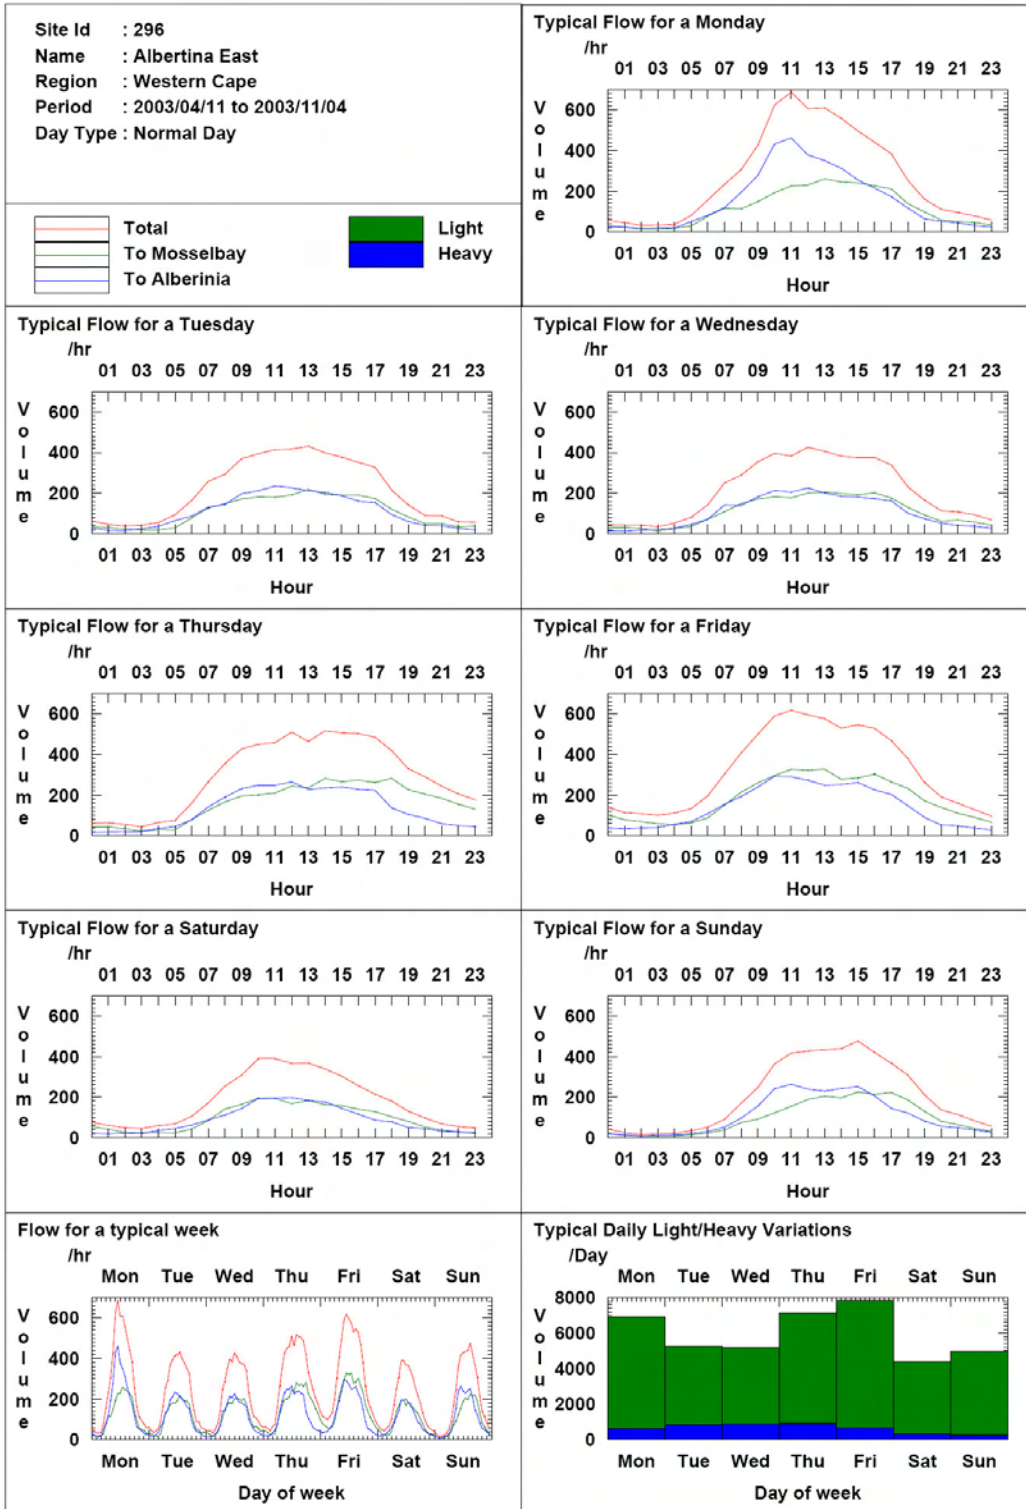 Site Id : 296
Name : Albertina East
Region : Western Cape
Period : 2003/04/11 to 2003/11/04
Day Type : Normal Day
Total
To Mosselbay
To Alberinia
Light
Heavy
Typical Flow for a Monday
/hr
01 03 05 07 09 11 13 15 17 19 21 23
Volume
600
400
200
0
01 03 05 07 09 11 13 15 17 19 21 23
Hour
Typical Flow for a Tuesday
/hr
01 03 05 07 09 11 13 15 17 19 21 23
Volume
600
400
200
0
01 03 05 07 09 11 13 15 17 19 21 23
Hour
Typical Flow for a Wednesday
/hr
01 03 05 07 09 11 13 15 17 19 21 23
Volume
600
400
200
0
01 03 05 07 09 11 13 15 17 19 21 23
Hour
Typical Flow for a Thursday
/hr
01 03 05 07 09 11 13 15 17 19 21 23
Volume
600
400
200
0
01 03 05 07 09 11 13 15 17 19 21 23
Hour
Typical Flow for a Friday
/hr
01 03 05 07 09 11 13 15 17 19 21 23
Volume
600
400
200
0
01 03 05 07 09 11 13 15 17 19 21 23
Hour
Typical Flow for a Saturday
/hr
01 03 05 07 09 11 13 15 17 19 21 23
Volume
600
400
200
0
01 03 05 07 09 11 13 15 17 19 21 23
Hour
Typical Flow for a Sunday
/hr
01 03 05 07 09 11 13 15 17 19 21 23
Volume
600
400
200
0
01 03 05 07 09 11 13 15 17 19 21 23
Hour
Flow for a typical week
/hr
Mon Tue Wed Thu Fri Sat Sun
Volume
600
400
200
0
Mon Tue Wed Thu Fri Sat Sun
Day of week
Typical Daily Light/Heavy Variations
/Day
Mon Tue Wed Thu Fri Sat Sun
Volume
8000
6000
4000
2000
0
Mon Tue Wed Thu Fri Sat Sun
Day of week